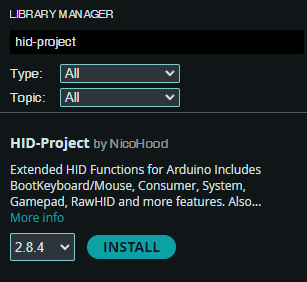 LIBRARY MANAGER
hid-project
Type: All
Topic: All
HID-Project by NicoHood
Extended HID Functions for Arduino Includes
BootKeyboard/Mouse, Consumer, System,
Gamepad, RawHID and more features. Also...
More info
2.8.4 INSTALL